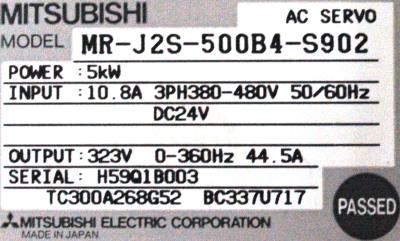 MITSUBISHI AC SERVO
MODEL MR-J2S-500B4-S902
POWER : 5kW
INPUT : 10.8A 3PH380-480V 50/60Hz
DC24V
OUTPUT : 323V 0-360Hz 44.5A
SERIAL : H59Q1B003
TC300A268G52 BC337U717
PASSED
MITSUBISHI ELECTRIC CORPORATION
MADE IN JAPAN